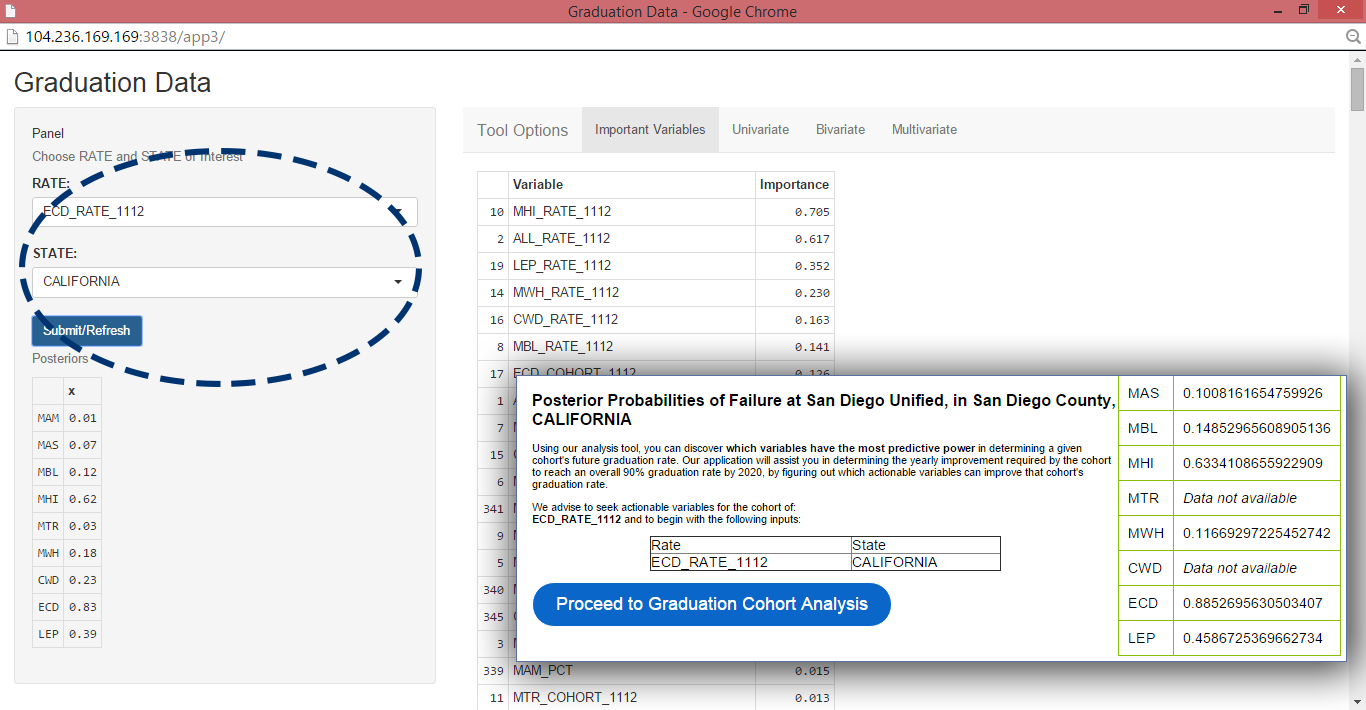 Graduation Data - Google Chrome
104.236.169.169:3838/app3/
Graduation Data
Panel
Choose RATE and STATE of interest
RATE:
ECD_RATE_1112
STATE:
CALIFORNIA
Submit/Refresh
Posteriors
x
MAM 0.01
MAS 0.07
MBL 0.12
MHI 0.62
MTR 0.03
MWH 0.18
CWD 0.23
ECD 0.83
LEP 0.39
Tool Options Important Variables Univariate Bivariate Multivariate
Variable Importance
10 MHI_RATE_1112 0.705
2 ALL_RATE_1112 0.617
19 LEP_RATE_1112 0.352
14 MWH_RATE_1112 0.230
16 CWD_RATE_1112 0.163
8 MBL_RATE_1112 0.141
17 ECD_COHORT_1112 0.126
1
7
15
6
341
9
5
340
345
3
339 MAM_PCT 0.015
11 MTR_COHORT_1112 0.013
Posterior Probabilities of Failure at San Diego Unified, in San Diego County,
CALIFORNIA
Using our analysis tool, you can discover which variables have the most predictive power in determining a given
cohort's future graduation rate. Our application will assist you in determining the yearly improvement required by the cohort
to reach an overall 90% graduation rate by 2020, by figuring out which actionable variables can improve that cohort's
graduation rate.
We advise to seek actionable variables for the cohort of:
ECD_RATE_1112 and to begin with the following inputs:
Rate State
ECD_RATE_1112 CALIFORNIA
Proceed to Graduation Cohort Analysis
MAS 0.1008161654759926
MBL 0.14852965608905136
MHI 0.6334108655922909
MTR Data not available
MWH 0.11669297225452742
CWD Data not available
ECD 0.8852695630503407
LEP 0.4586725369662734